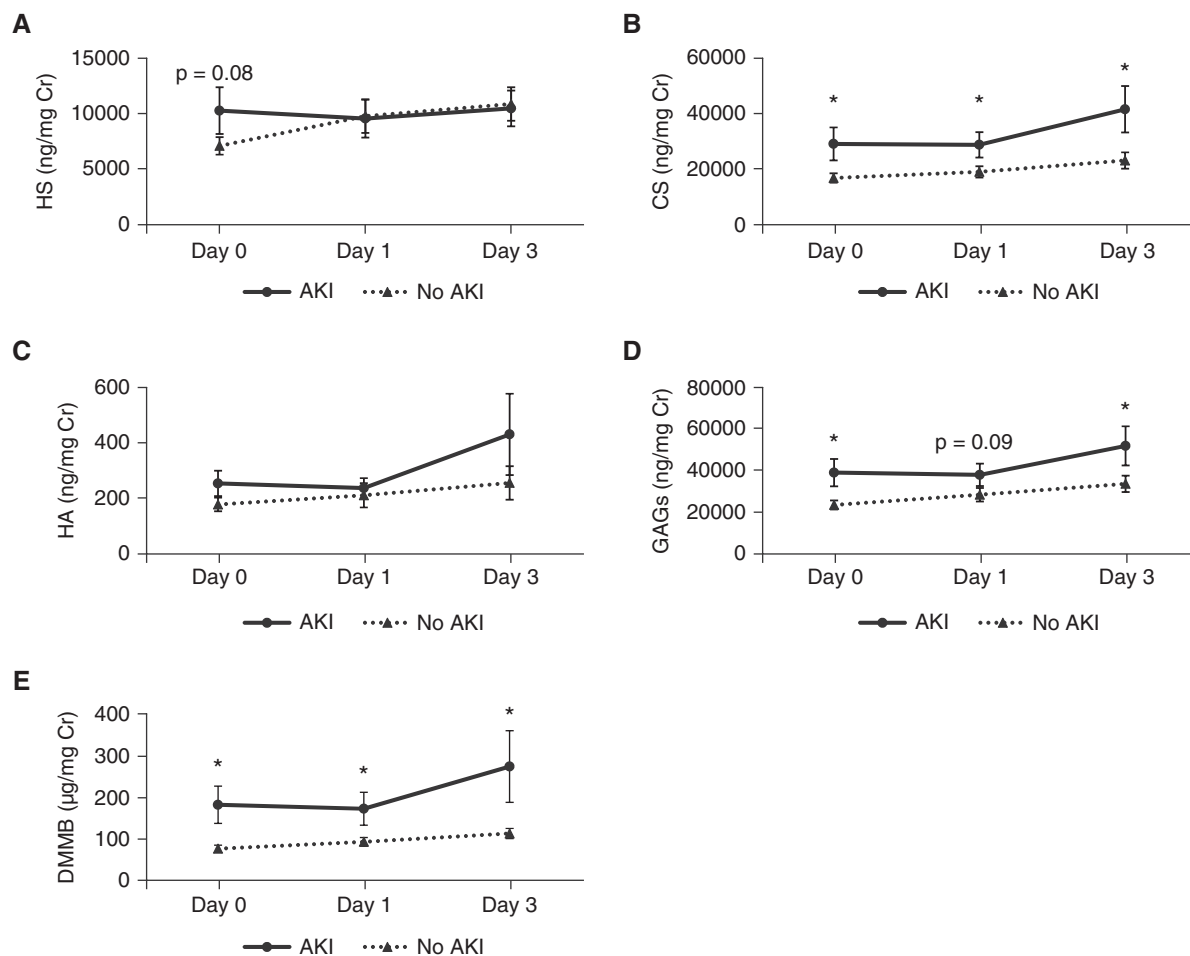 A
HS (ng/mg Cr)
15000
10000
5000
0
p = 0.08
Day 0 Day 1 Day 3
AKI No AKI
B
CS (ng/mg Cr)
60000
40000
20000
0
* * *
Day 0 Day 1 Day 3
AKI No AKI
C
HA (ng/mg Cr)
600
400
200
0
Day 0 Day 1 Day 3
AKI No AKI
D
GAGs (ng/mg Cr)
80000
60000
40000
20000
0
* p = 0.09 *
Day 0 Day 1 Day 3
AKI No AKI
E
DMMB (μg/mg Cr)
400
300
200
100
0
* * *
Day 0 Day 1 Day 3
AKI No AKI